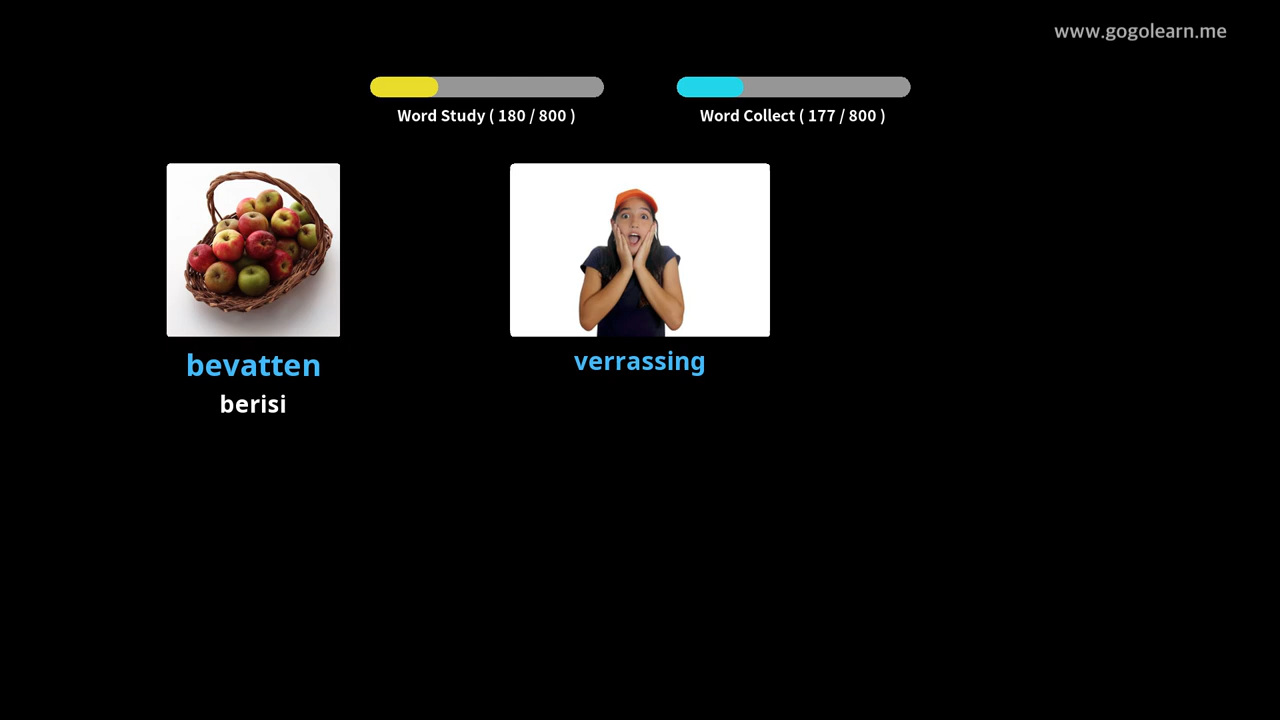 www.gogolearn.me
Word Study ( 180 / 800 )
Word Collect ( 177 / 800 )
bevatten
berisi
verrassing